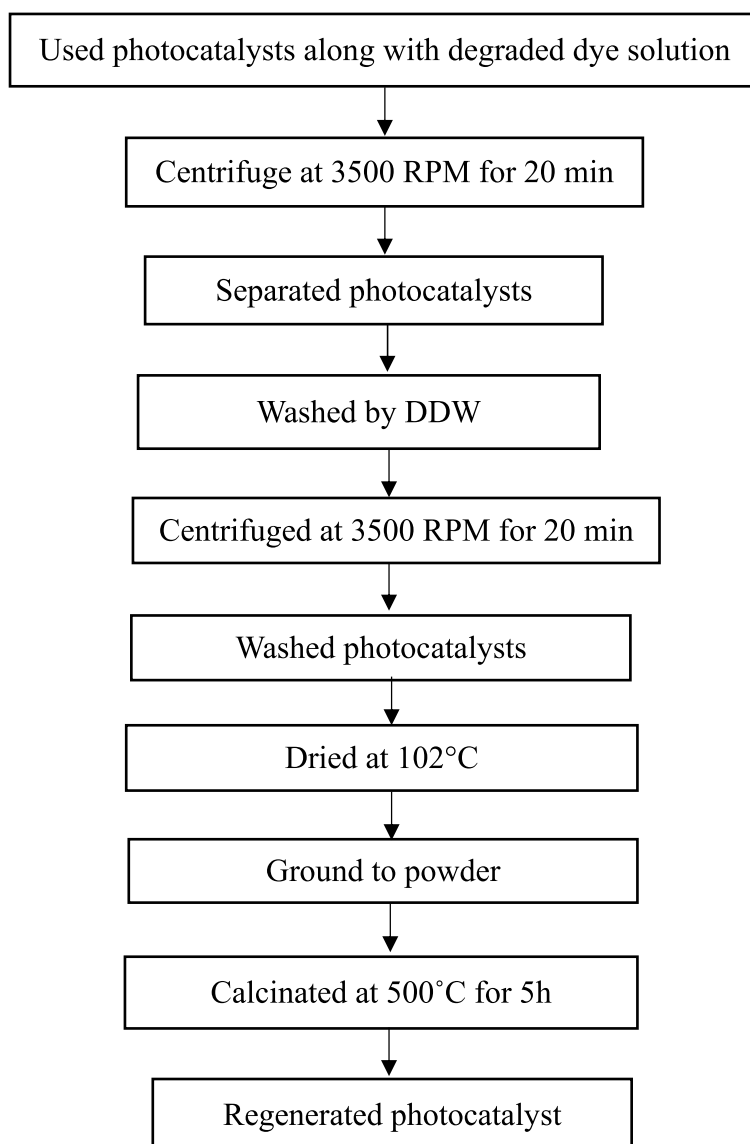 Used photocatalysts along with degraded dye solution
Centrifuge at 3500 RPM for 20 min
Separated photocatalysts
Washed by DDW
Centrifuged at 3500 RPM for 20 min
Washed photocatalysts
Dried at 102°C
Ground to powder
Calcinated at 500˚C for 5h
Regenerated photocatalyst